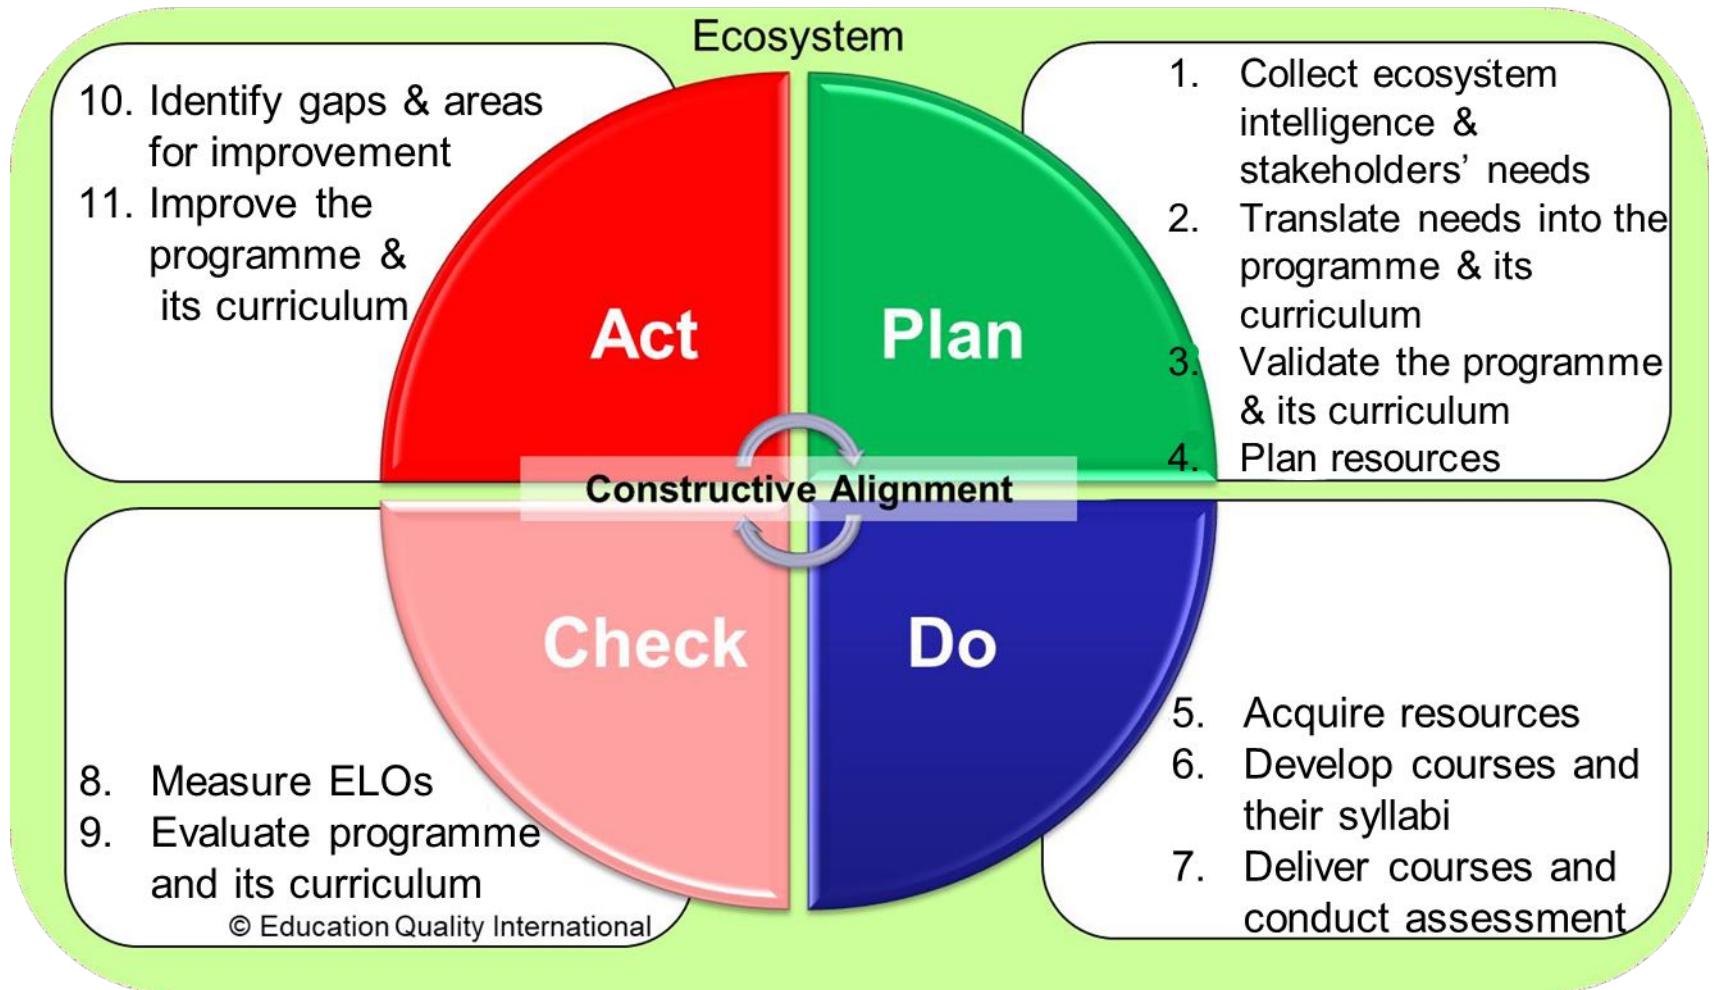 Ecosystem
10. Identify gaps & areas
for improvement
11. Improve the
programme &
its curriculum
Act
Plan
1. Collect ecosystem
intelligence &
stakeholders’ needs
2. Translate needs into the
programme & its
curriculum
3. Validate the programme
& its curriculum
4. Plan resources
Constructive Alignment
Check
Do
8. Measure ELOs
9. Evaluate programme
and its curriculum
© Education Quality International
5. Acquire resources
6. Develop courses and
their syllabi
7. Deliver courses and
conduct assessment